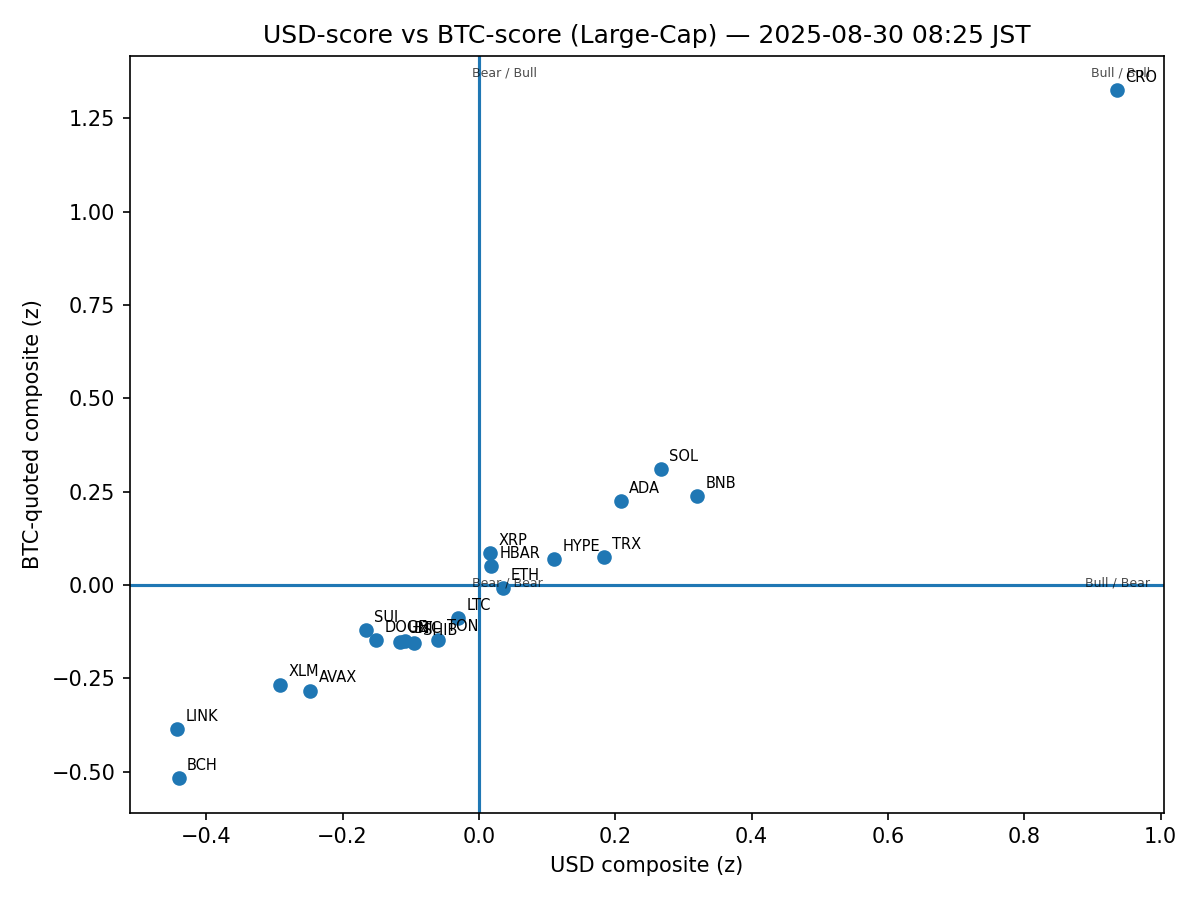 USD-score vs BTC-score (Large-Cap) — 2025-08-30 08:25 JST
Bear / Bull
Bull / Bull
CRO
1.25
1.00
0.75
0.50
0.25
0.00
−0.25
−0.50
BTC-quoted composite (z)
SOL
BNB
ADA
XRP
HBAR
HYPE
TRX
ETH
Bear / Bear
Bull / Bear
LTC
SUI
DOGE
SHIB
TON
XLM
AVAX
LINK
BCH
−0.4
−0.2
0.0
0.2
0.4
0.6
0.8
1.0
USD composite (z)